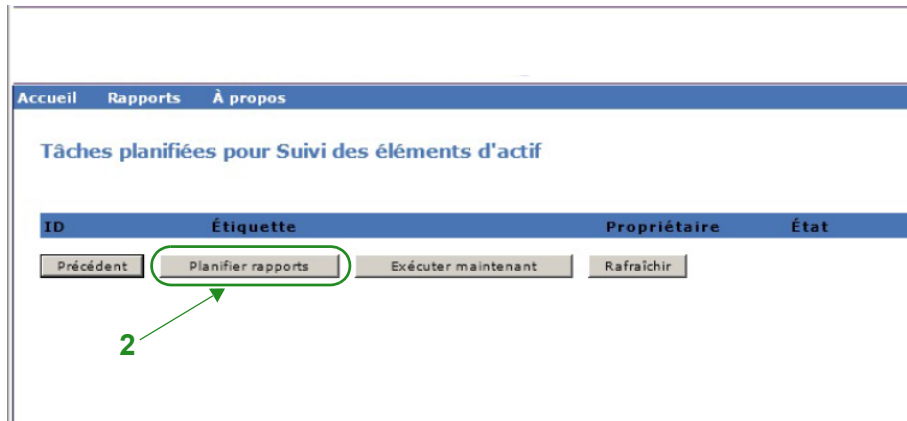 Accueil Rapports À propos
Tâches planifiées pour Suivi des éléments d'actif
ID Étiquette Propriétaire État
Précédent Planifier rapports Exécuter maintenant Rafraîchir
2